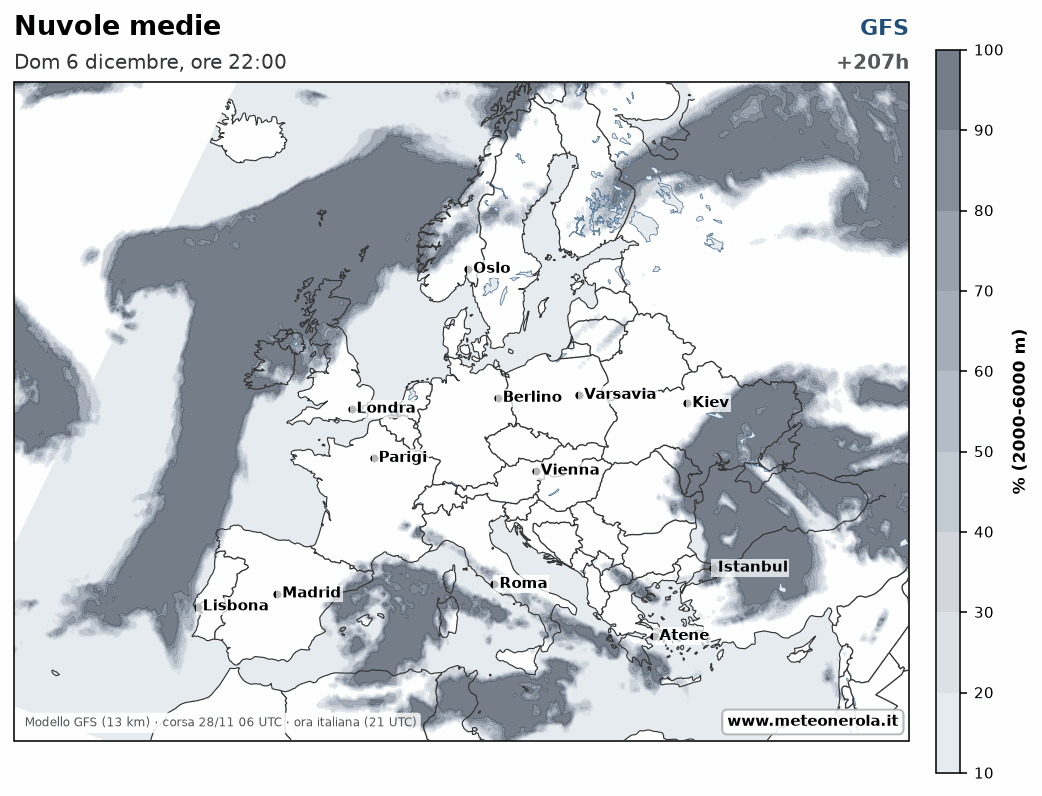 Nuvole medie
GFS
Dom 6 dicembre, ore 22:00
+207h
100
90
80
70
60
50
40
30
20
10
% (2000-6000 m)
Oslo
Berlino
Varsavia
Kiev
Londra
Parigi
Vienna
Istanbul
Roma
Madrid
Lisbona
Atene
Modello GFS (13 km) · corsa 28/11 06 UTC · ora italiana (21 UTC)
www.meteonerola.it